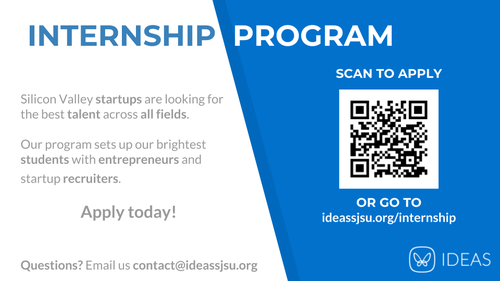 INTERNSHIP PROGRAM
Silicon Valley startups are looking for
the best talent across all fields.
Our program sets up our brightest
students with entrepreneurs and
startup recruiters.
Apply today!
Questions? Email us contact@ideassjsu.org
SCAN TO APPLY
OR GO TO
ideassjsu.org/internship
IDEAS